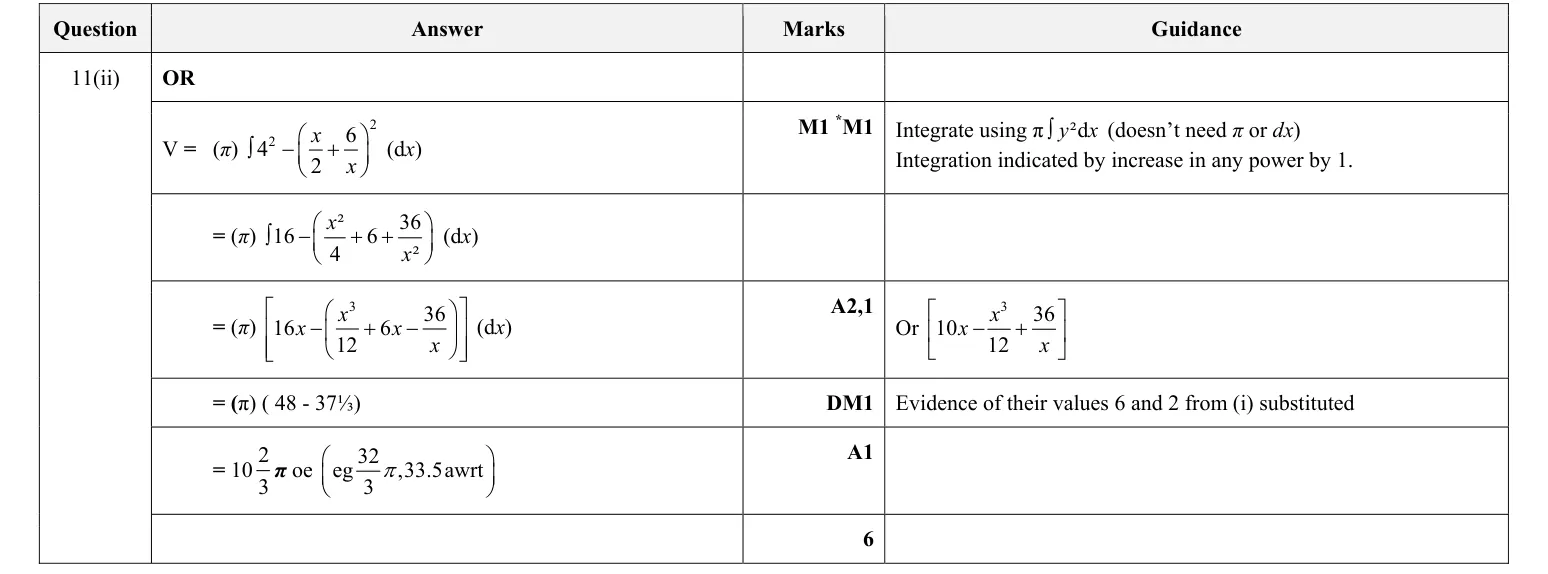 Question Answer Marks Guidance
11(ii) OR
V = (π) ∫4² − (x/2 + 6/x)² (dx) M1 *M1 Integrate using π∫ y²dx (doesn’t need π or dx)
Integration indicated by increase in any power by 1.
= (π) ∫16 − (x²/4 + 6 + 36/x²) (dx)
= (π) [16x − (x³/12 + 6x − 36/x)] (dx) A2,1 Or [10x − x³/12 + 36/x]
= (π) ( 48 - 37⅓) DM1 Evidence of their values 6 and 2 from (i) substituted
= 10 2/3 π oe (eg 32/3 π, 33.5 awrt) A1
6